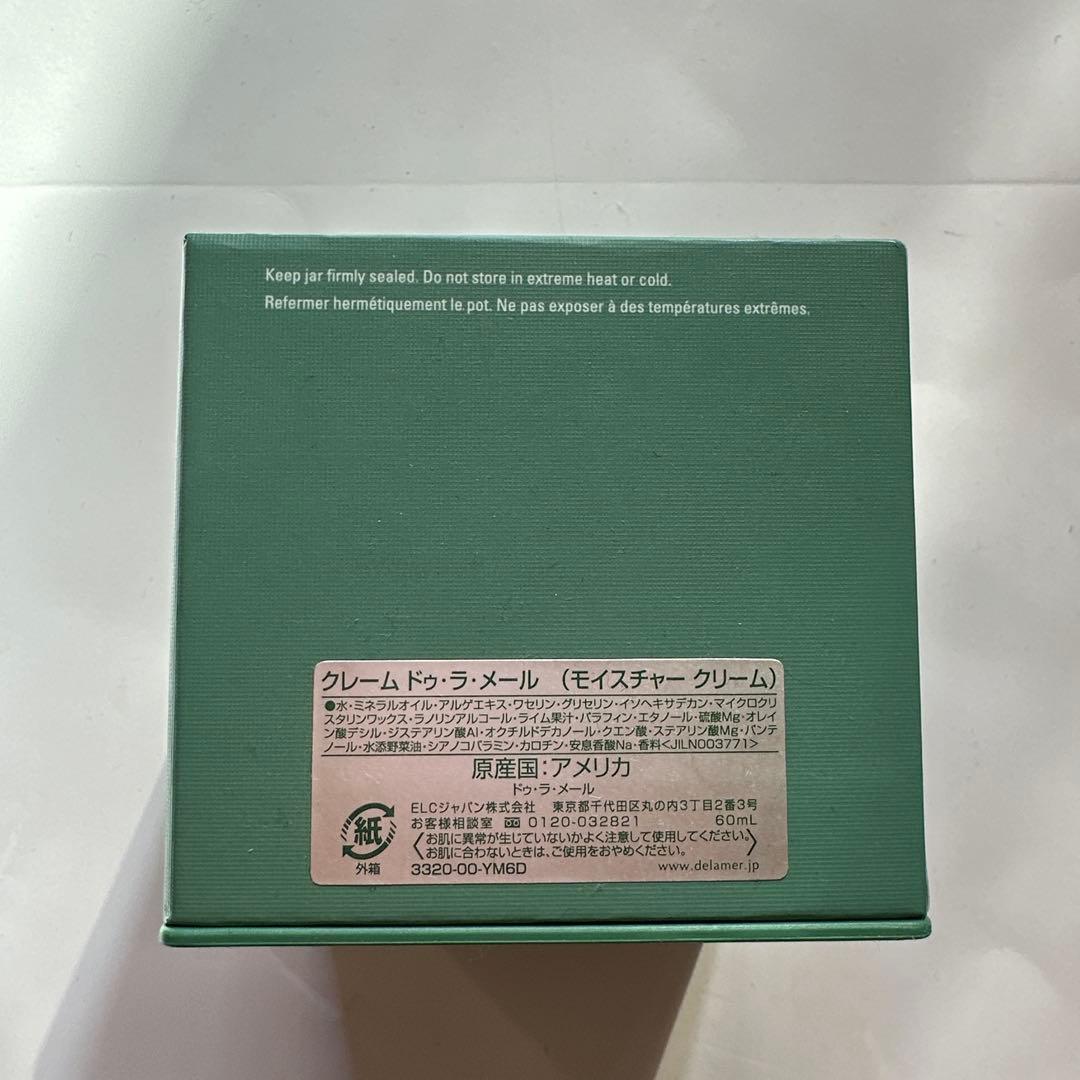 Keep jar firmly sealed. Do not store in extreme heat or cold.
Refermer hermétiquement le pot. Ne pas exposer à des températures extrêmes.
クレーム ドゥ・ラ・メール （モイスチャー クリーム）
●水・ミネラルオイル・アルゲエキス・ワセリン・グリセリン・イソヘキサデカン・マイクロクリ
スタリンワックス・ラノリンアルコール・ライム果汁・パラフィン・エタノール・硫酸Mg・オレイ
ン酸デシル・ジステアリン酸Al・オクチルドデカノール・クエン酸・ステアリン酸Mg・パンテ
ノール・水添野菜油・シアノコバラミン・カロチン・安息香酸Na・香料<JILN003771>
原産国：アメリカ
ドゥ・ラ・メール
ELCジャパン株式会社 東京都千代田区丸の内3丁目2番3号
お客様相談室 0120-032821 60mL
〈お肌に異常が生じていないかよく注意して使用してください。
お肌に合わないときは、ご使用をおやめください。〉
紙
外箱
3320-00-YM6D www.delamer.jp